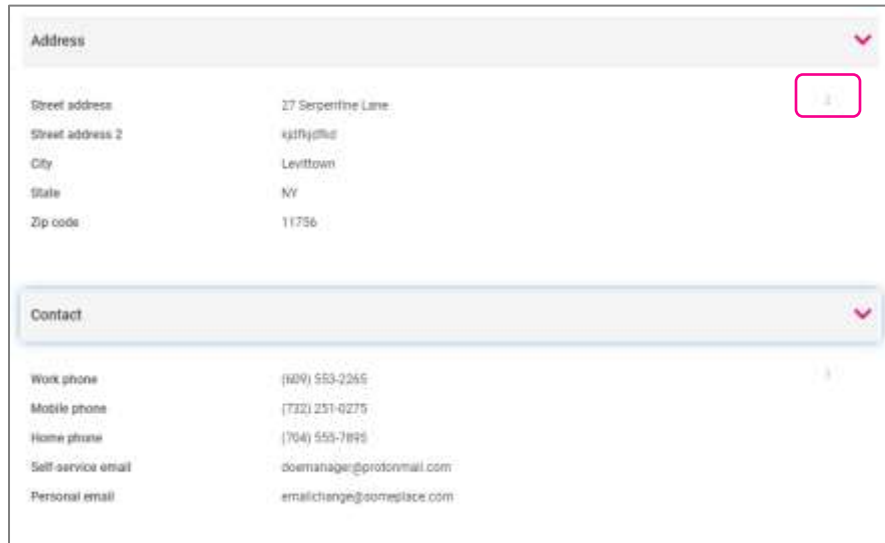 Address
Street address 27 Serpentine Lane
Street address 2
City Levittown
State NY
Zip code 11756
Contact
Work phone (609) 553-2265
Mobile phone (732) 251-0275
Home phone (704) 555-7895
Self-service email doemanager@protonmail.com
Personal email emailchange@someplace.com